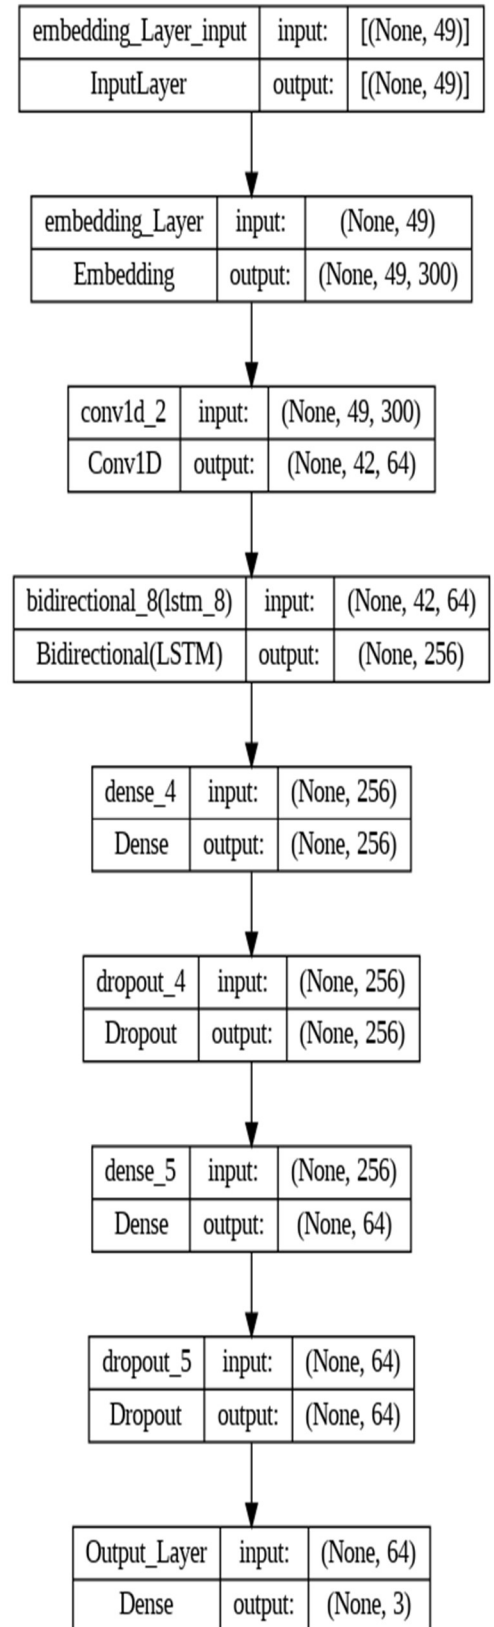 embedding_Layer_input input: [(None, 49)]
InputLayer output: [(None, 49)]
embedding_Layer input: (None, 49)
Embedding output: (None, 49, 300)
conv1d_2 input: (None, 49, 300)
Conv1D output: (None, 42, 64)
bidirectional_8(lstm_8) input: (None, 42, 64)
Bidirectional(LSTM) output: (None, 256)
dense_4 input: (None, 256)
Dense output: (None, 256)
dropout_4 input: (None, 256)
Dropout output: (None, 256)
dense_5 input: (None, 256)
Dense output: (None, 64)
dropout_5 input: (None, 64)
Dropout output: (None, 64)
Output_Layer input: (None, 64)
Dense output: (None, 3)